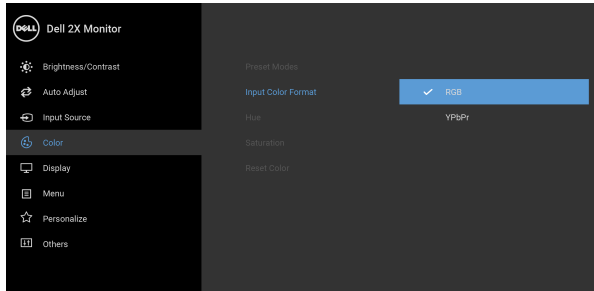 DELL Dell 2X Monitor
Brightness/Contrast
Auto Adjust
Input Source
Color
Display
Menu
Personalize
Others
Preset Modes
Input Color Format
Hue
Saturation
Reset Color
RGB
YPbPr